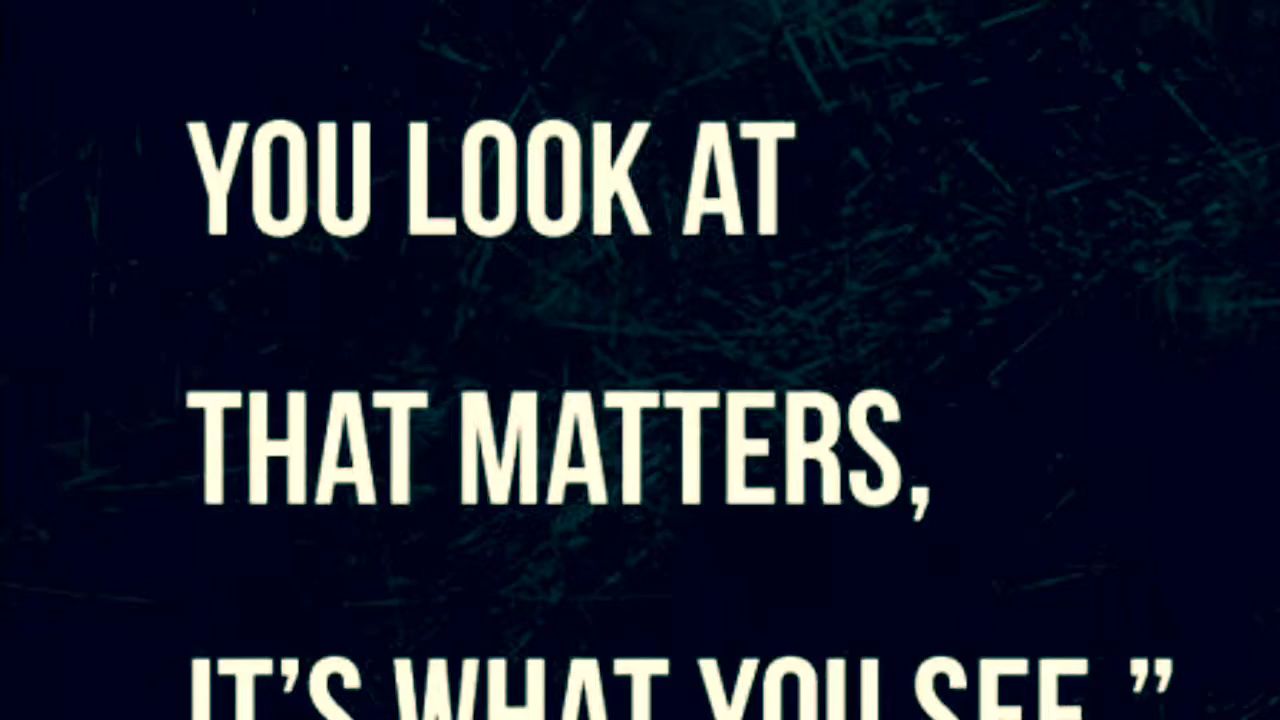 YOU LOOK AT
THAT MATTERS,
IT’S WHAT YOU SEE.”